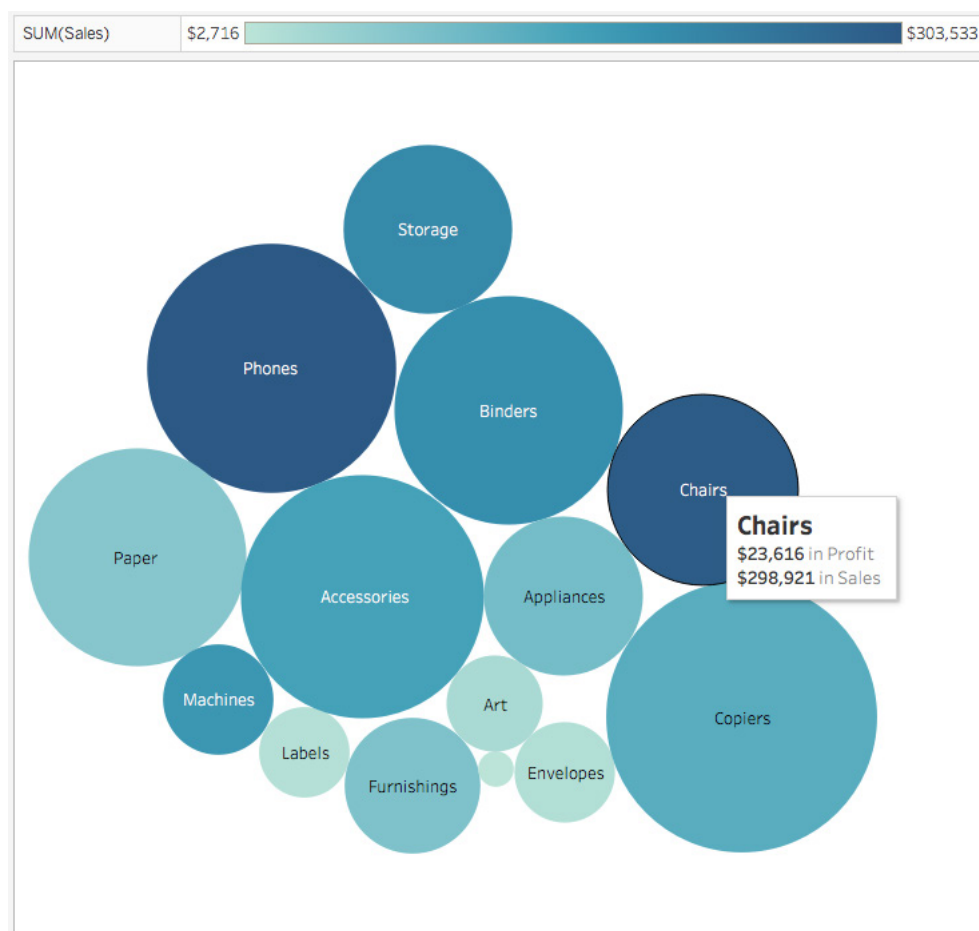 SUM(Sales) $2,716 $303,533
Storage
Phones
Binders
Chairs
Chairs
$23,616 in Profit
$298,921 in Sales
Paper
Accessories
Appliances
Machines
Art
Copiers
Labels
Furnishings
Envelopes